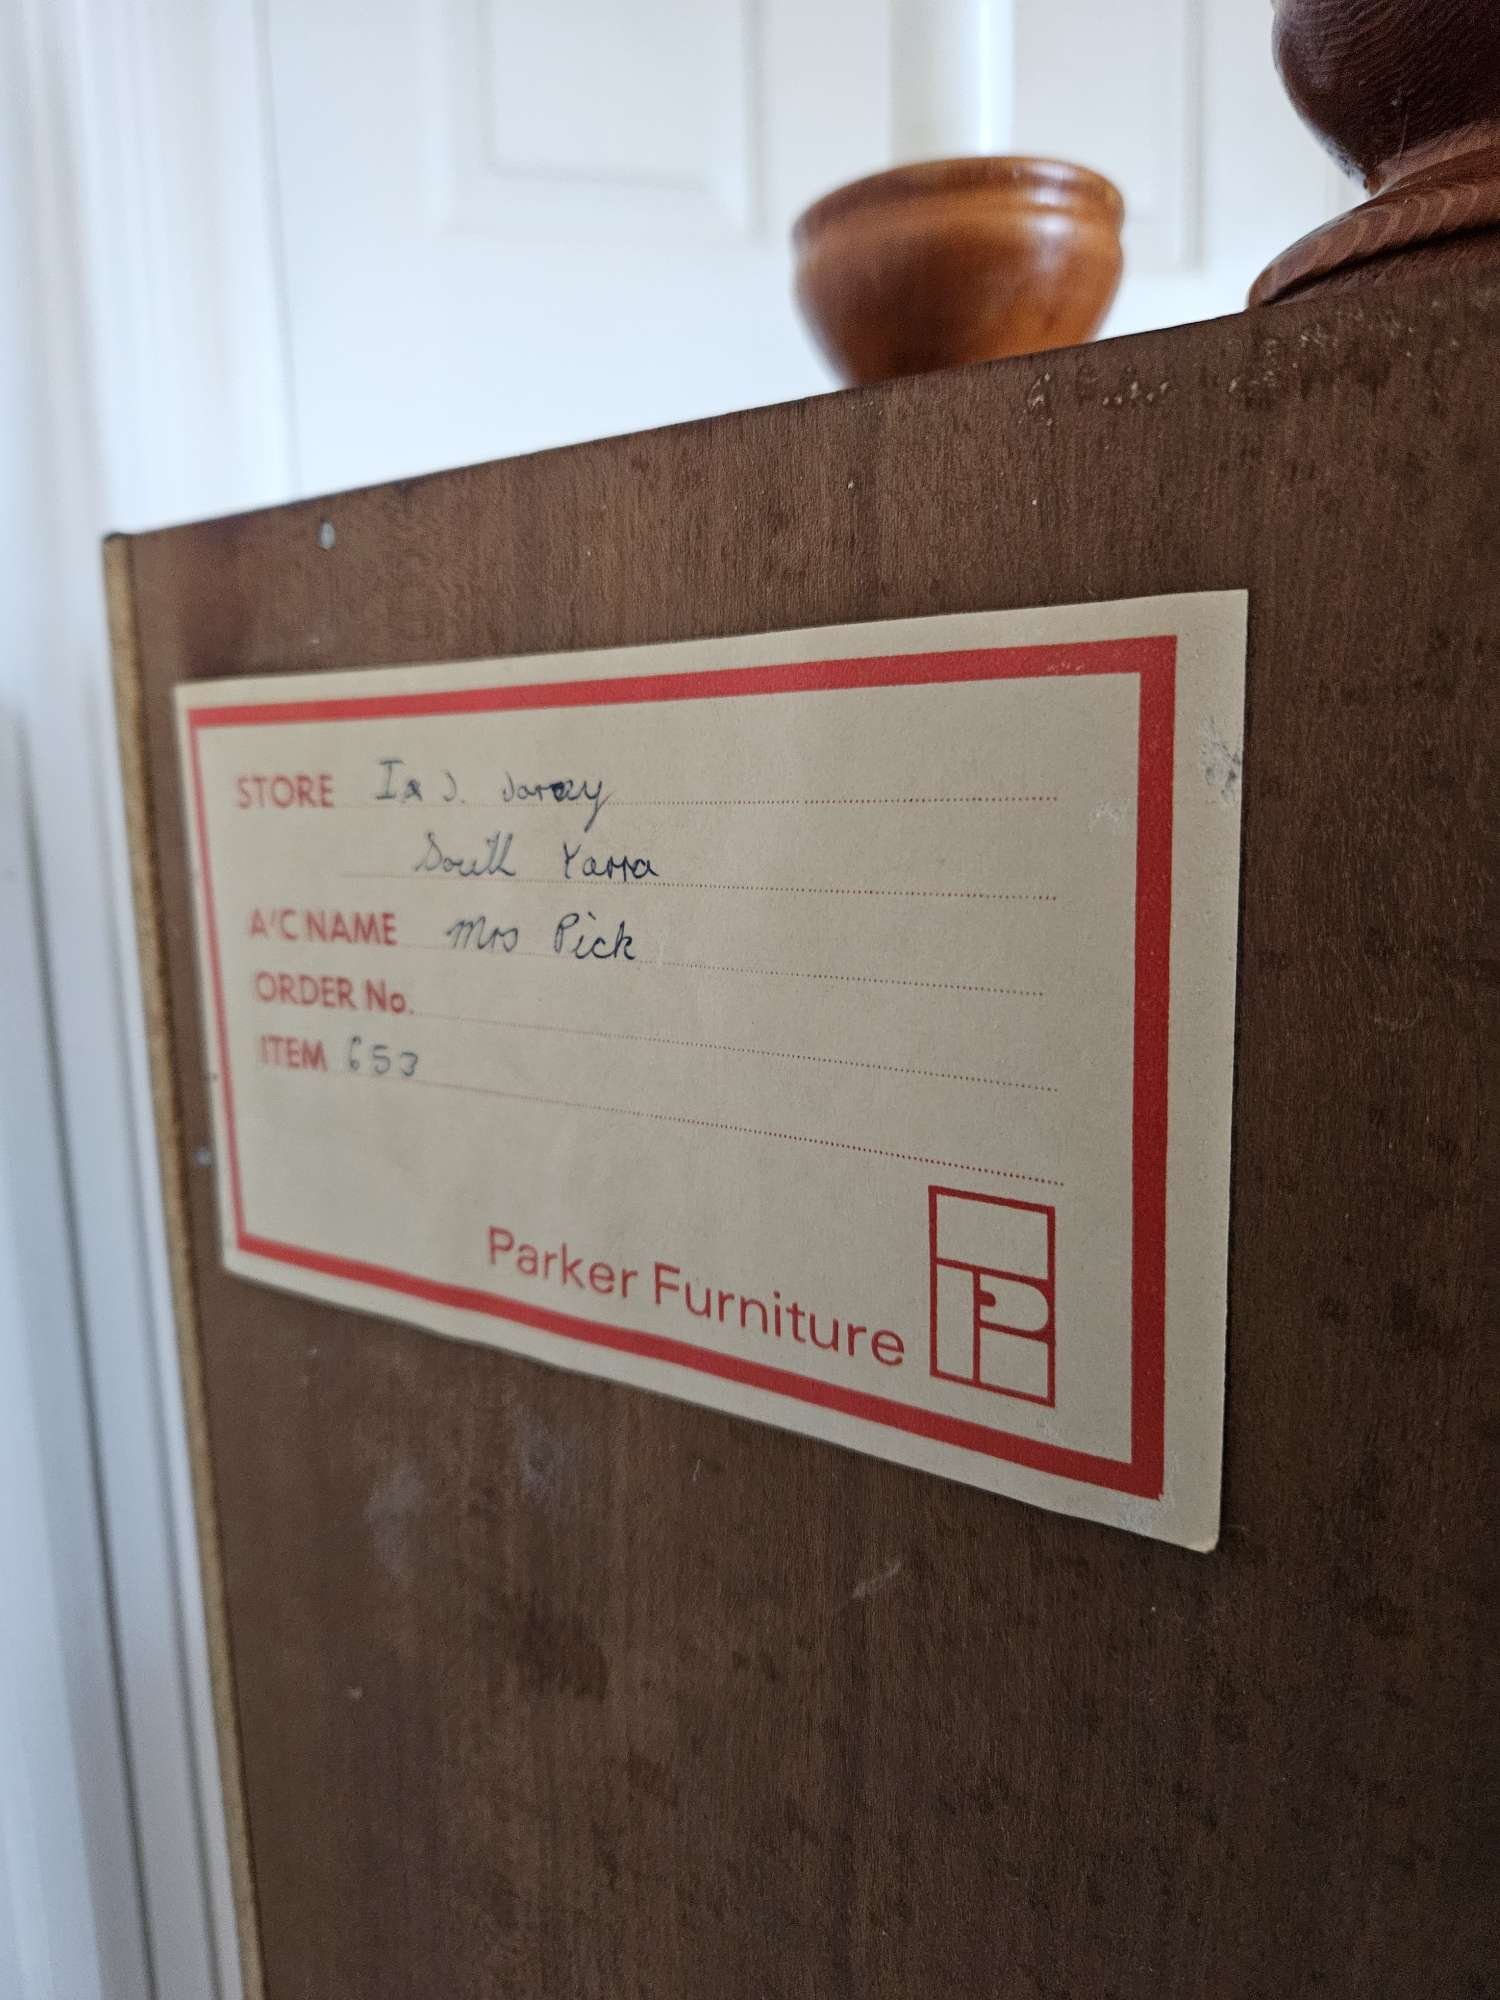 STORE I & J.
South Yarra
A/C NAME Mrs Pick
ORDER No.
ITEM 653
Parker Furniture